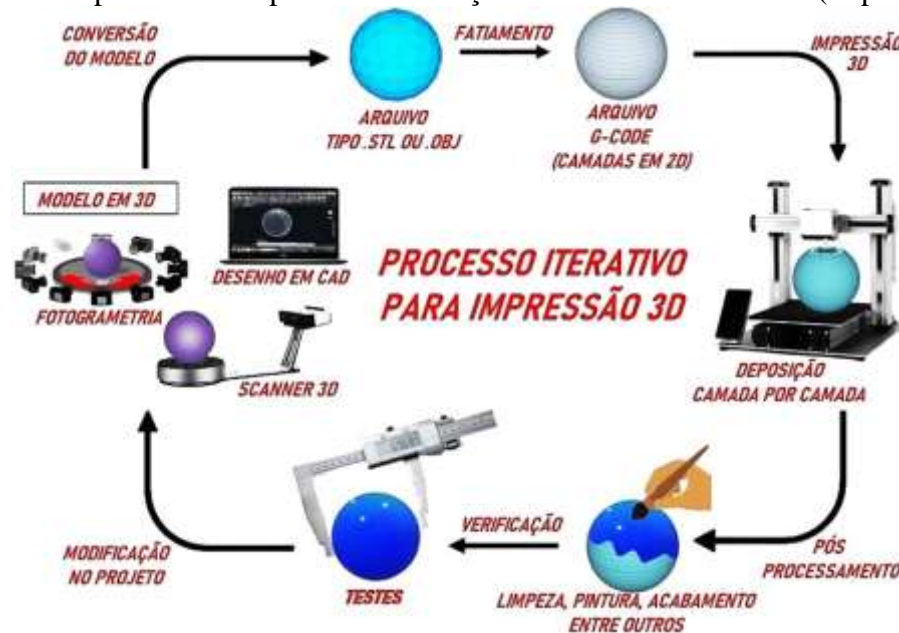 CONVERSÃO
DO MODELO
FATIAMENTO
IMPRESSÃO
3D
ARQUIVO
TIPO .STL OU .OBJ
ARQUIVO
G-CODE
(CAMADAS EM 2D)
MODELO EM 3D
DESENHO EM CAD
FOTOGRAMETRIA
SCANNER 3D
PROCESSO ITERATIVO
PARA IMPRESSÃO 3D
DEPOSIÇÃO
CAMADA POR CAMADA
PÓS
PROCESSAMENTO
VERIFICAÇÃO
LIMPEZA, PINTURA, ACABAMENTO
ENTRE OUTROS
TESTES
MODIFICAÇÃO
NO PROJETO